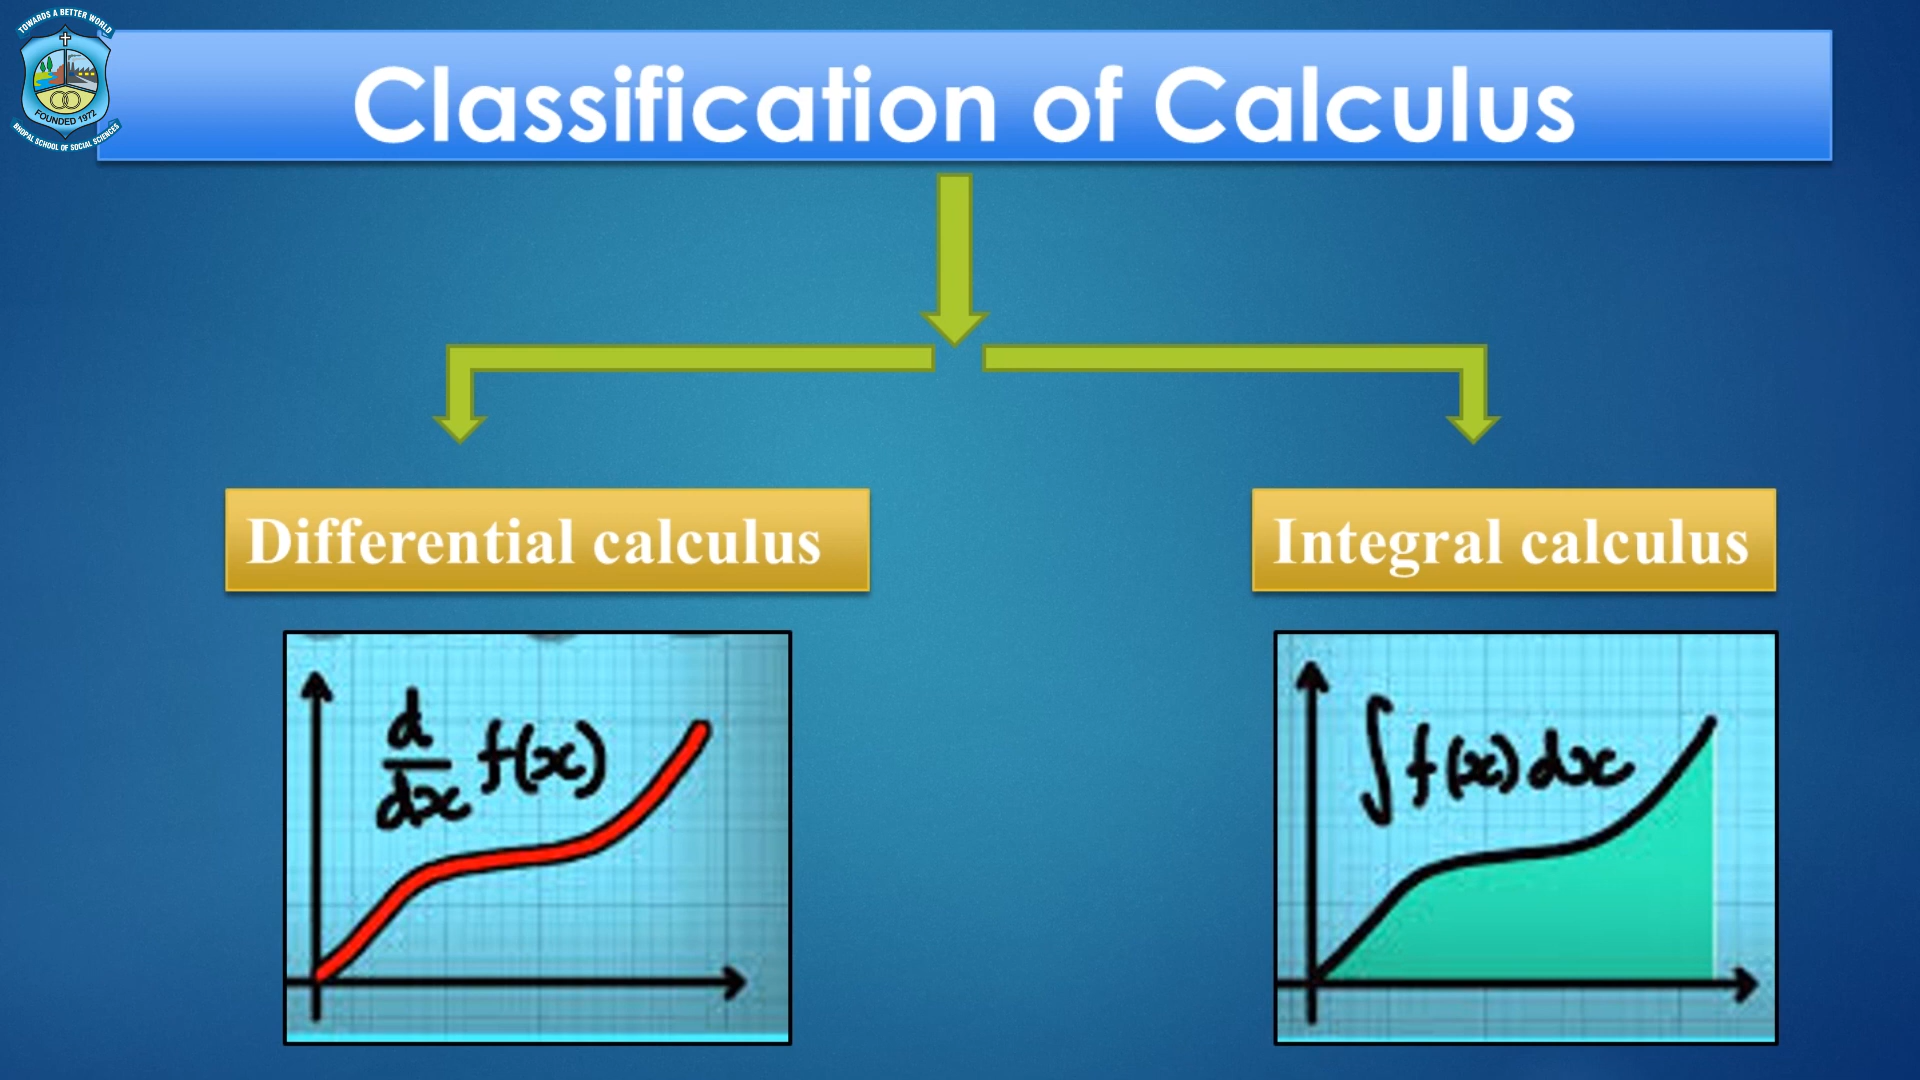 TOWARDS A BETTER WORLD
FOUNDED 1972
BHOPAL SCHOOL OF SOCIAL SCIENCES
Classification of Calculus
Differential calculus
Integral calculus
d/dx f(x)
∫f(x)dx